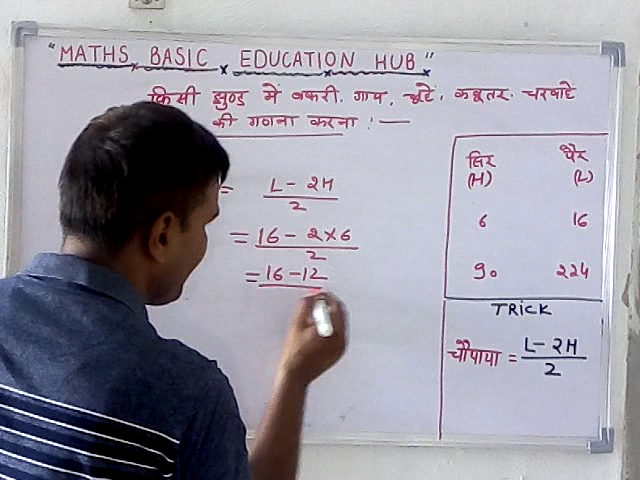 "MATHS BASIC EDUCATION HUB"
किसी झुण्ड में बकरी, गाय, चूहे, कबूतर, चरवाहे
की गणना करना :—
= L - 2H
2
= 16 - 2×6
2
= 16 - 12
सिर पैर
(H) (L)
6 16
90 224
TRICK
चौपाया = L - 2H
2